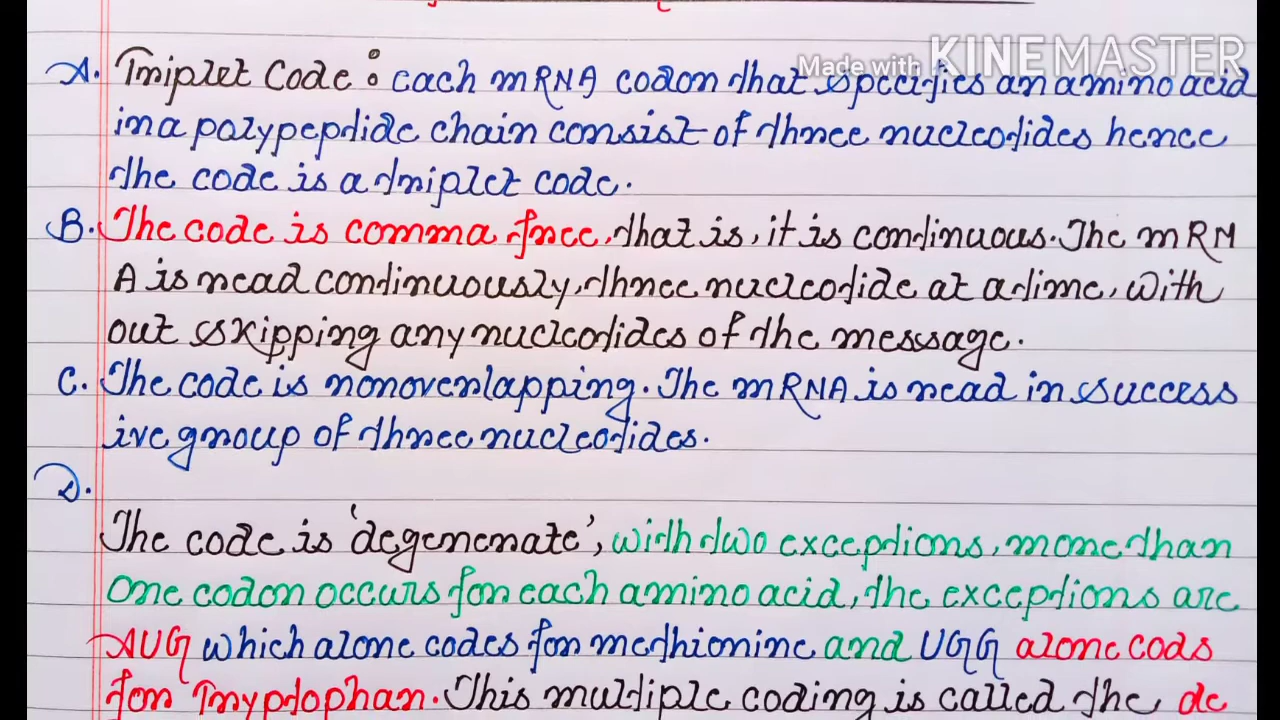 A. Triplet Code : each mRNA codon that specifies an amino acid
in a polypeptide chain consist of three nucleotides hence
the code is a triplet code.
B. The code is comma free, that is, it is continuous. The mRN
A is read continuously, three nucleotide at a time, with
out skipping any nucleotides of the message.
C. The code is nonoverlapping. The mRNA is read in success
ive group of three nucleotides.
D.
The code is 'degenerate', with two exceptions, more than
one codon occurs for each amino acid, the exceptions are
AUG which alone codes for methionine and UGG alone cods
for Tryptophan. This multiple coding is called the de
Made with KINEMASTER